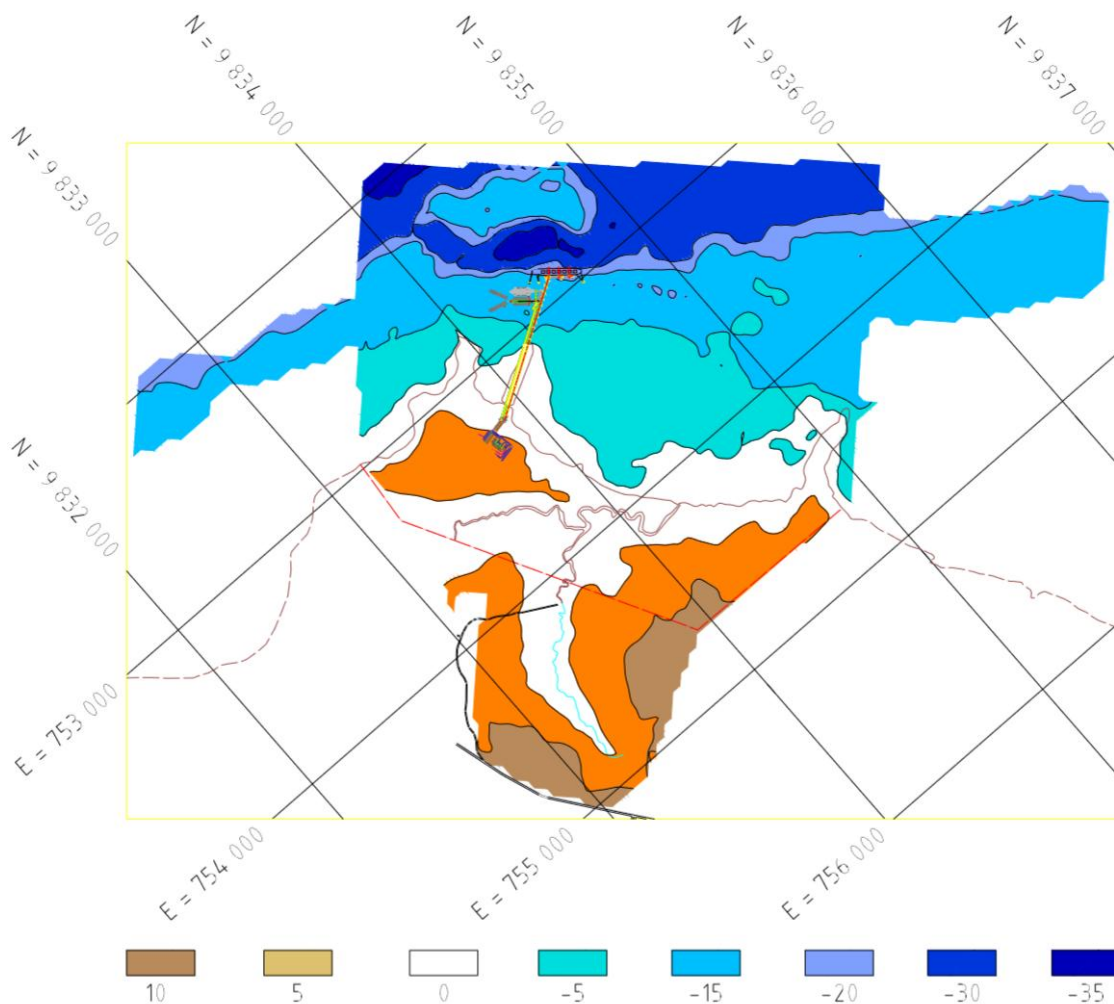 N = 9 834 000
N = 9 835 000
N = 9 836 000
N = 9 837 000
N = 9 833 000
N = 9 832 000
E = 753 000
E = 754 000
E = 755 000
E = 756 000
10 5 0 -5 -15 -20 -30 -35